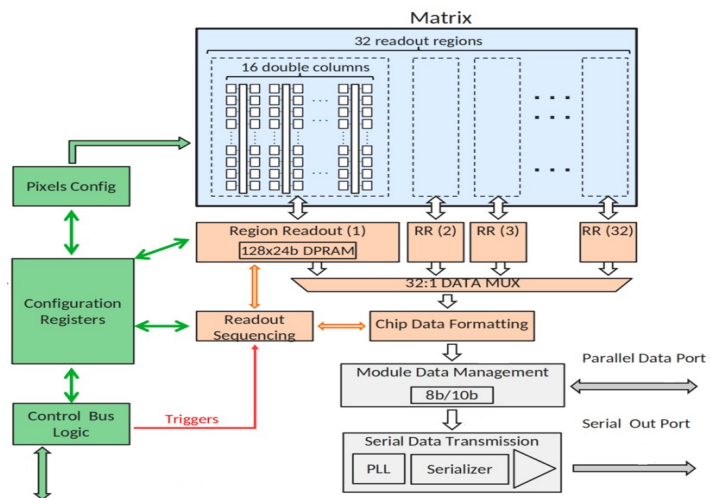 Matrix
32 readout regions
16 double columns
Pixels Config
Region Readout (1)
128x24b DPRAM
RR (2)
RR (3)
RR (32)
32:1 DATA MUX
Configuration
Registers
Readout
Sequencing
Chip Data Formatting
Module Data Management
8b/10b
Parallel Data Port
Control Bus
Logic
Triggers
Serial Out Port
Serial Data Transmission
PLL
Serializer